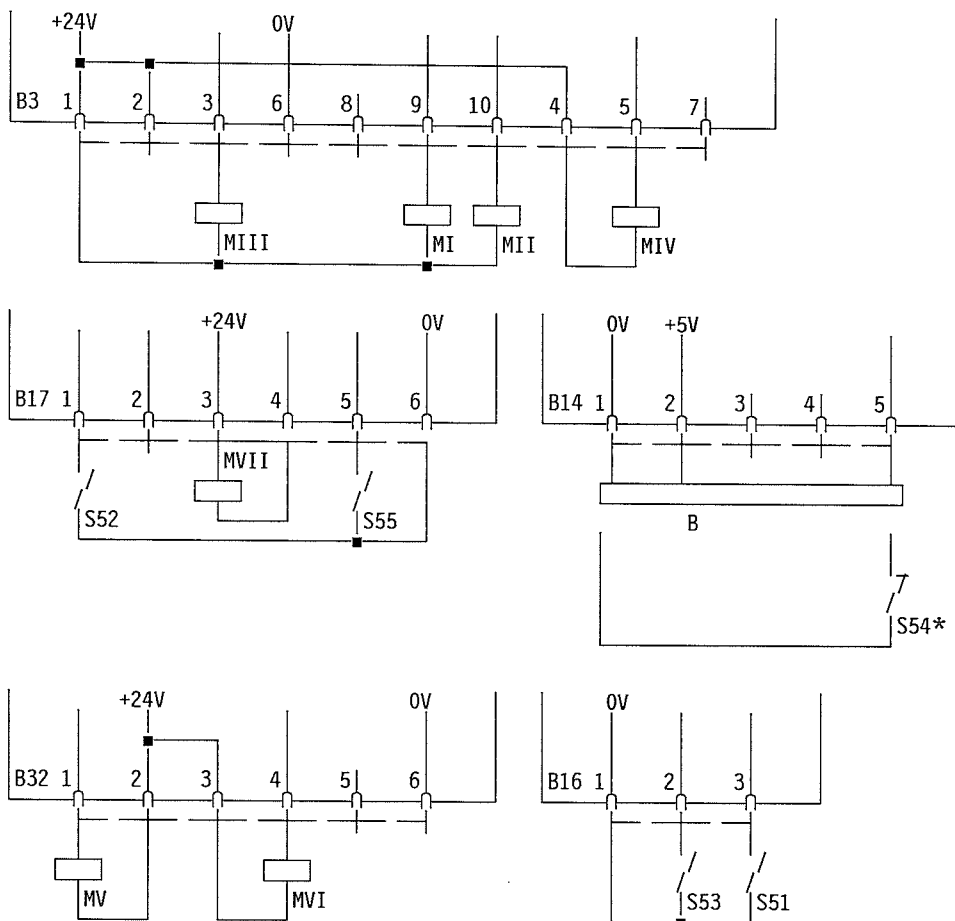 +24V 0V
B3 1 2 3 6 8 9 10 4 5 7
MIII MI MII MIV
+24V 0V
B17 1 2 3 4 5 6
MVII
S52 S55
0V +5V
B14 1 2 3 4 5
B
S54*
+24V 0V
B32 1 2 3 4 5 6
MV MVI
0V
B16 1 2 3
S53 S51